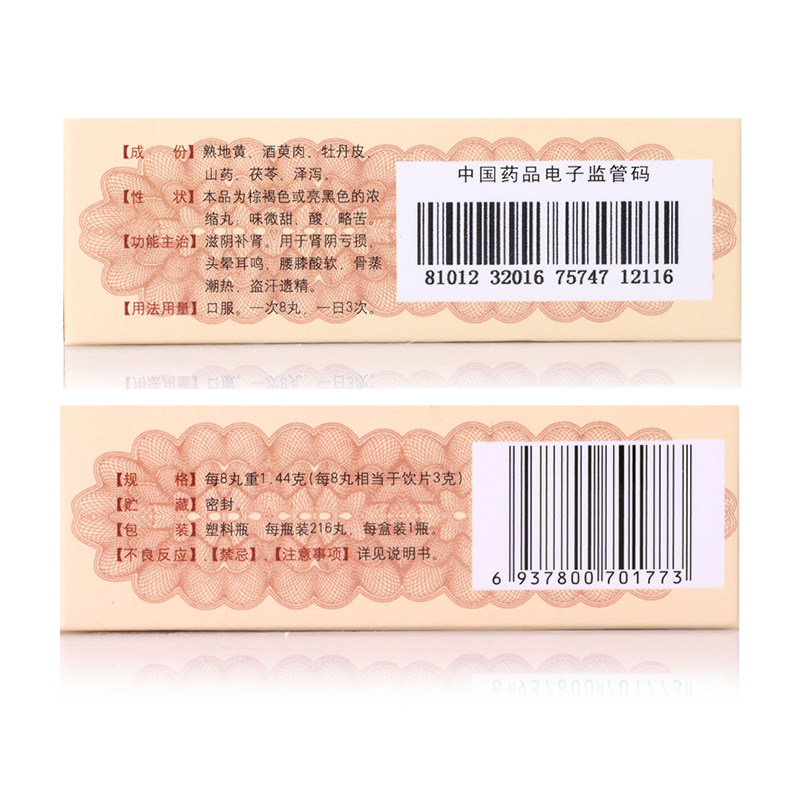 【成　份】熟地黄、酒萸肉、牡丹皮、
山药、茯苓、泽泻。
【性　状】本品为棕褐色或亮黑色的浓
缩丸，味微甜、酸、略苦。
【功能主治】滋阴补肾。用于肾阴亏损，
头晕耳鸣，腰膝酸软，骨蒸
潮热，盗汗遗精。
【用法用量】口服。一次8丸，一日3次。
中国药品电子监管码
81012 32016 75747 12116
【规　格】每8丸重1.44克(每8丸相当于饮片3克)
【贮　藏】密封。
【包　装】塑料瓶　每瓶装216丸，每盒装1瓶。
【不良反应】、【禁忌】、【注意事项】详见说明书。
6 937800 701773